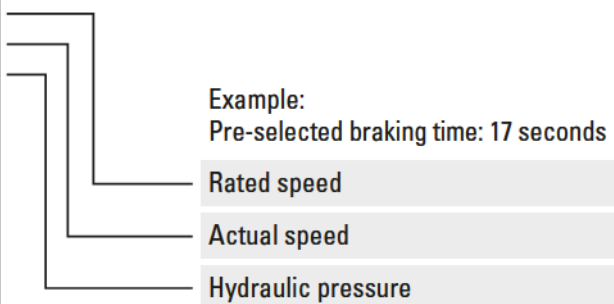 Example:
Pre-selected braking time: 17 seconds
Rated speed
Actual speed
Hydraulic pressure